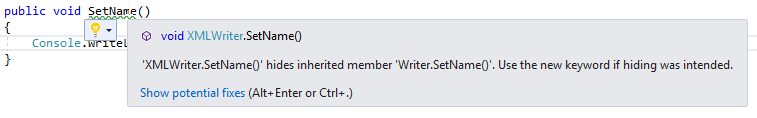 public void SetName()
{
Console.WriteL
}
void XMLWriter.SetName()
'XMLWriter.SetName()' hides inherited member 'Writer.SetName()'. Use the new keyword if hiding was intended.
Show potential fixes (Alt+Enter or Ctrl+.)